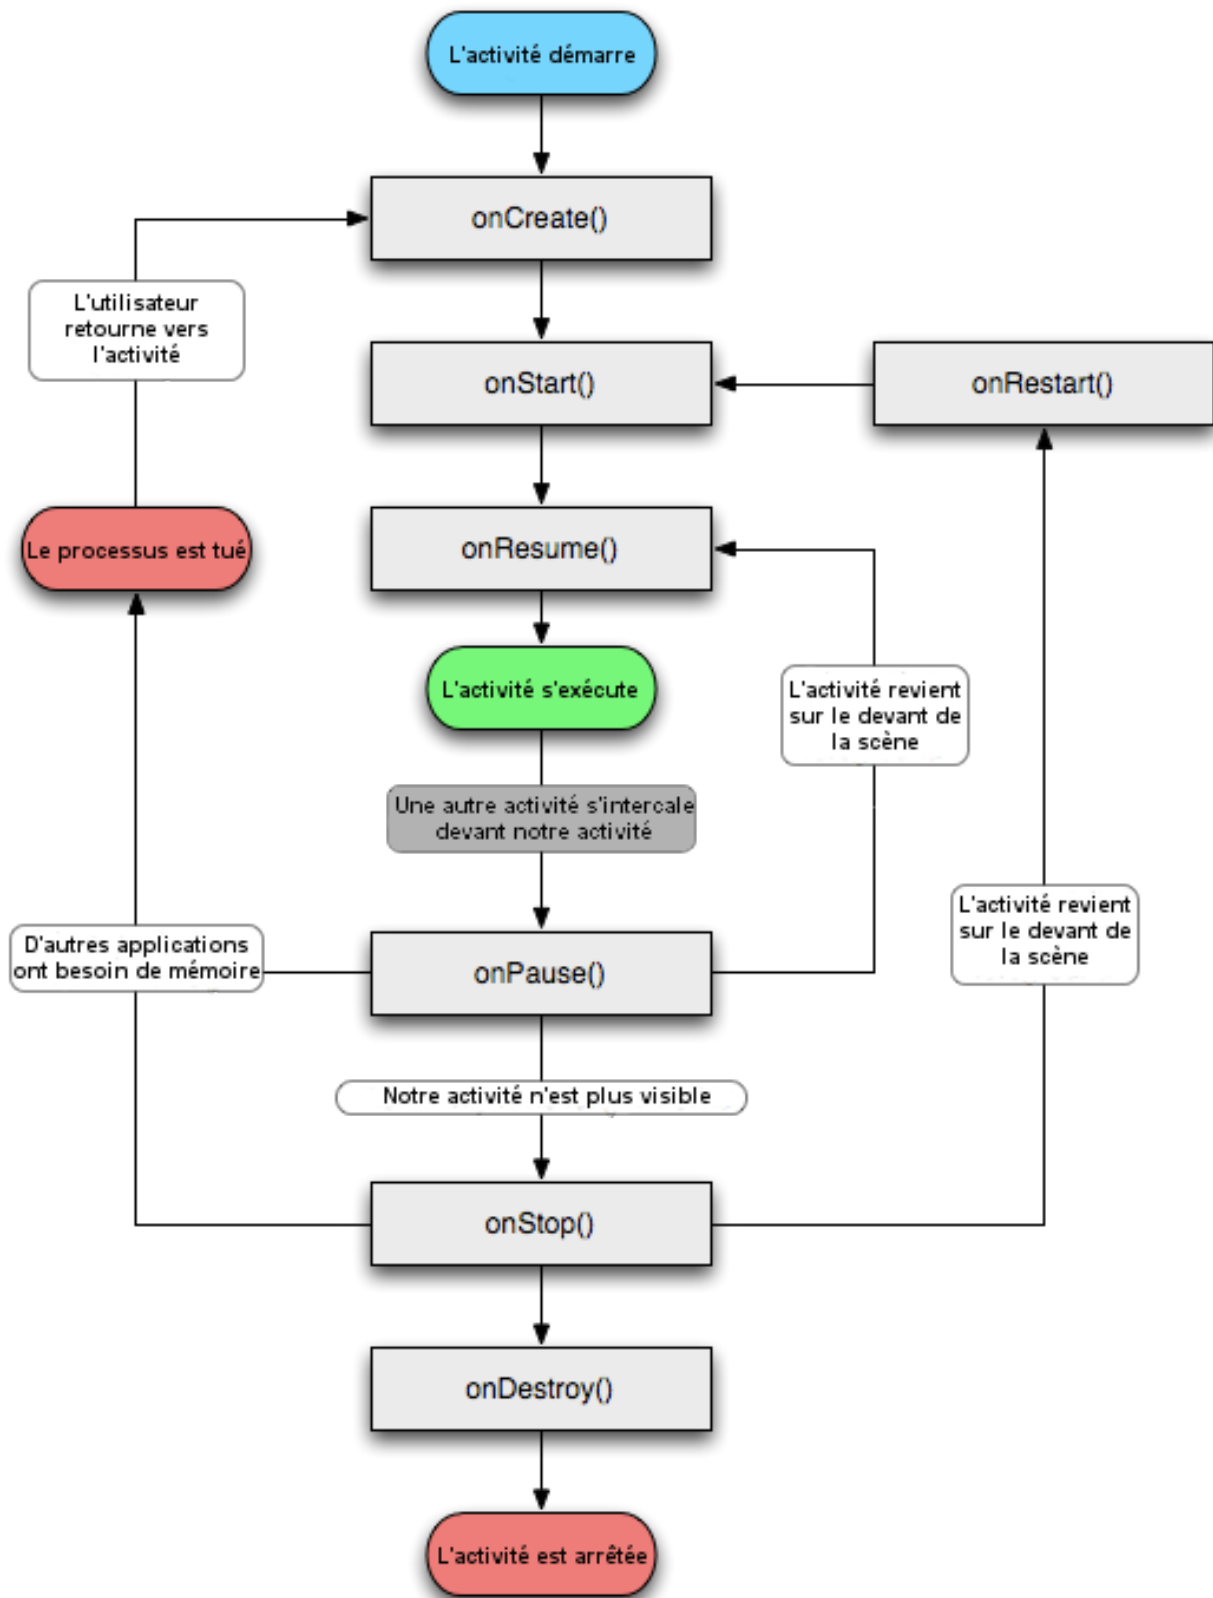 L'activité démarre
onCreate()
L'utilisateur
retourne vers
l'activité
onStart()
onRestart()
Le processus est tué
onResume()
L'activité s'exécute
L'activité revient
sur le devant de
la scène
Une autre activité s'intercale
devant notre activité
L'activité revient
sur le devant de
la scène
D'autres applications
ont besoin de mémoire
onPause()
Notre activité n'est plus visible
onStop()
onDestroy()
L'activité est arrêtée